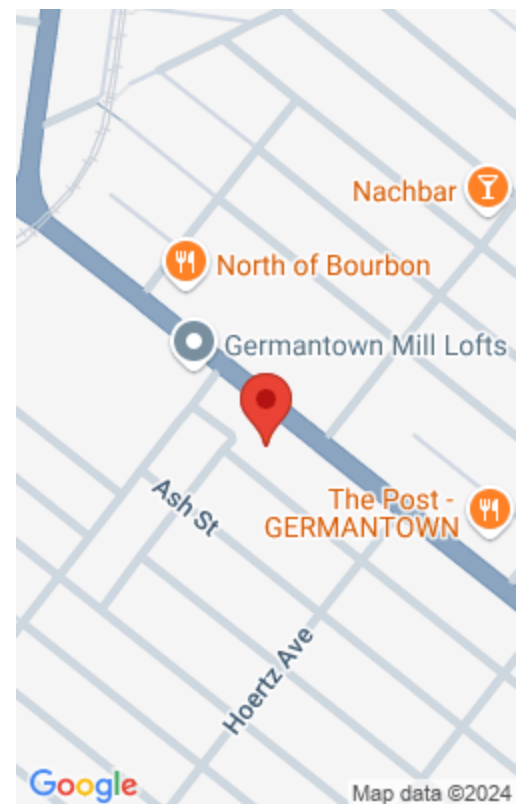 Nachbar
North of Bourbon
Germantown Mill Lofts
The Post -
GERMANTOWN
Ash St
Hoertz Ave
Google
Map data ©2024